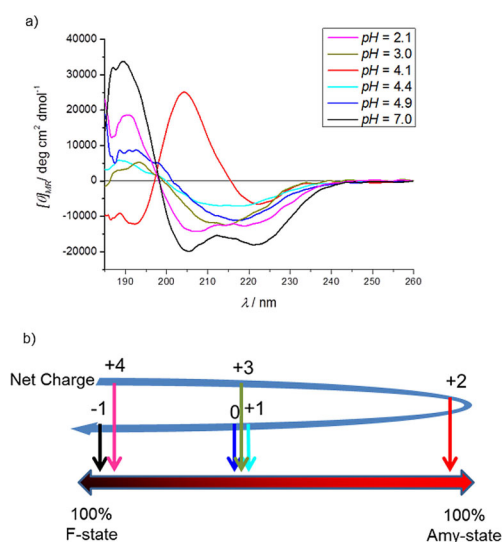 a)
[θ]MR / deg cm² dmol⁻¹
40000
30000
20000
10000
0
-10000
-20000
190 200 210 220 230 240 250 260
λ / nm
pH = 2.1
pH = 3.0
pH = 4.1
pH = 4.4
pH = 4.9
pH = 7.0
b)
Net Charge
+4
+3
+2
-1
0
+1
100%
F-state
100%
Amy-state